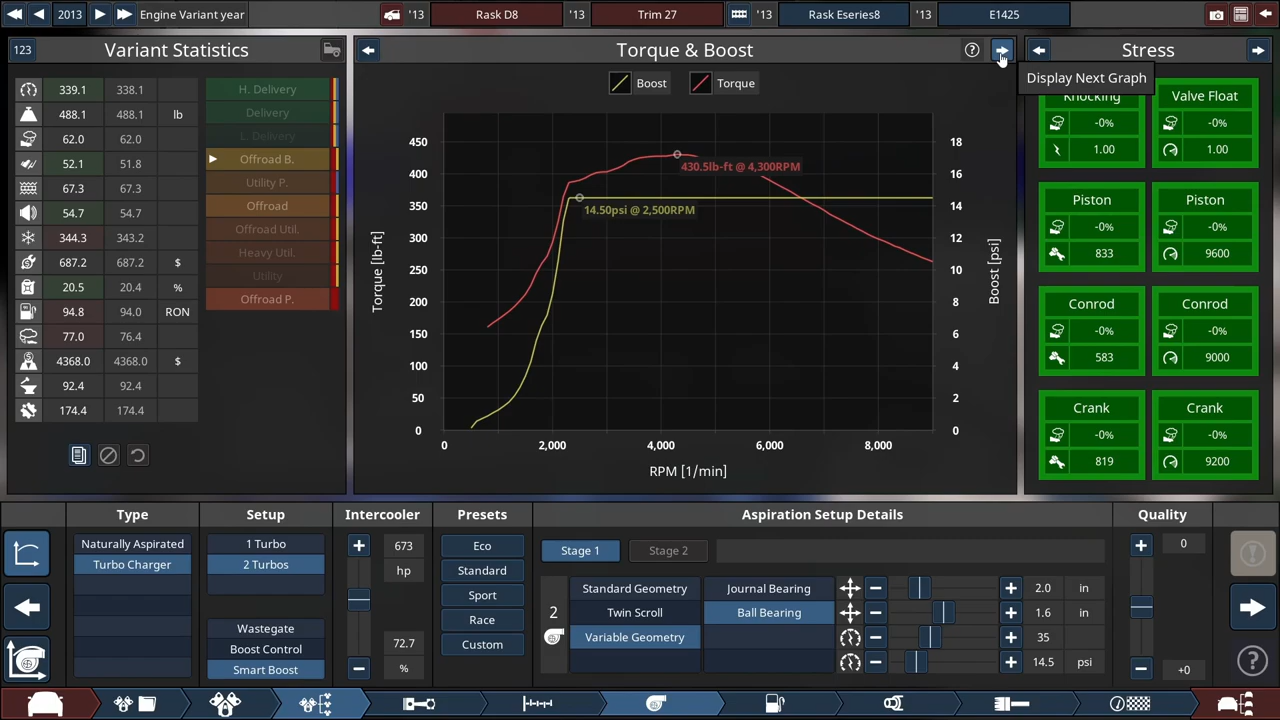 2013
Engine Variant year
'13
Rask D8
'13
Trim 27
'13
Rask Eseries8
'13
E1425
123
Variant Statistics
339.1 338.1
488.1 488.1 lb
62.0 62.0
52.1 51.8
67.3 67.3
54.7 54.7
344.3 343.2
687.2 687.2 $
20.5 20.4 %
94.8 94.0 RON
77.0 76.4
4368.0 4368.0 $
92.4 92.4
174.4 174.4
H. Delivery
Delivery
L. Delivery
Offroad B.
Utility P.
Offroad
Offroad Util.
Heavy Util.
Utility
Offroad P.
Torque & Boost
Display Next Graph
Boost
Torque
Torque [lb-ft]
450
400
350
300
250
200
150
100
50
0
430.5lb-ft @ 4,300RPM
14.50psi @ 2,500RPM
18
16
14
12
10
8
6
4
2
0
Boost [psi]
0 2,000 4,000 6,000 8,000
RPM [1/min]
Stress
Knocking
-0%
1.00
Valve Float
-0%
1.00
Piston
-0%
833
Piston
-0%
9600
Conrod
-0%
583
Conrod
-0%
9000
Crank
-0%
819
Crank
-0%
9200
Type
Naturally Aspirated
Turbo Charger
Setup
1 Turbo
2 Turbos
Wastegate
Boost Control
Smart Boost
Intercooler
673
hp
72.7
%
Presets
Eco
Standard
Sport
Race
Custom
Aspiration Setup Details
Stage 1
Stage 2
2
Standard Geometry
Twin Scroll
Variable Geometry
Journal Bearing
Ball Bearing
2.0 in
1.6 in
35
14.5 psi
Quality
0
+0